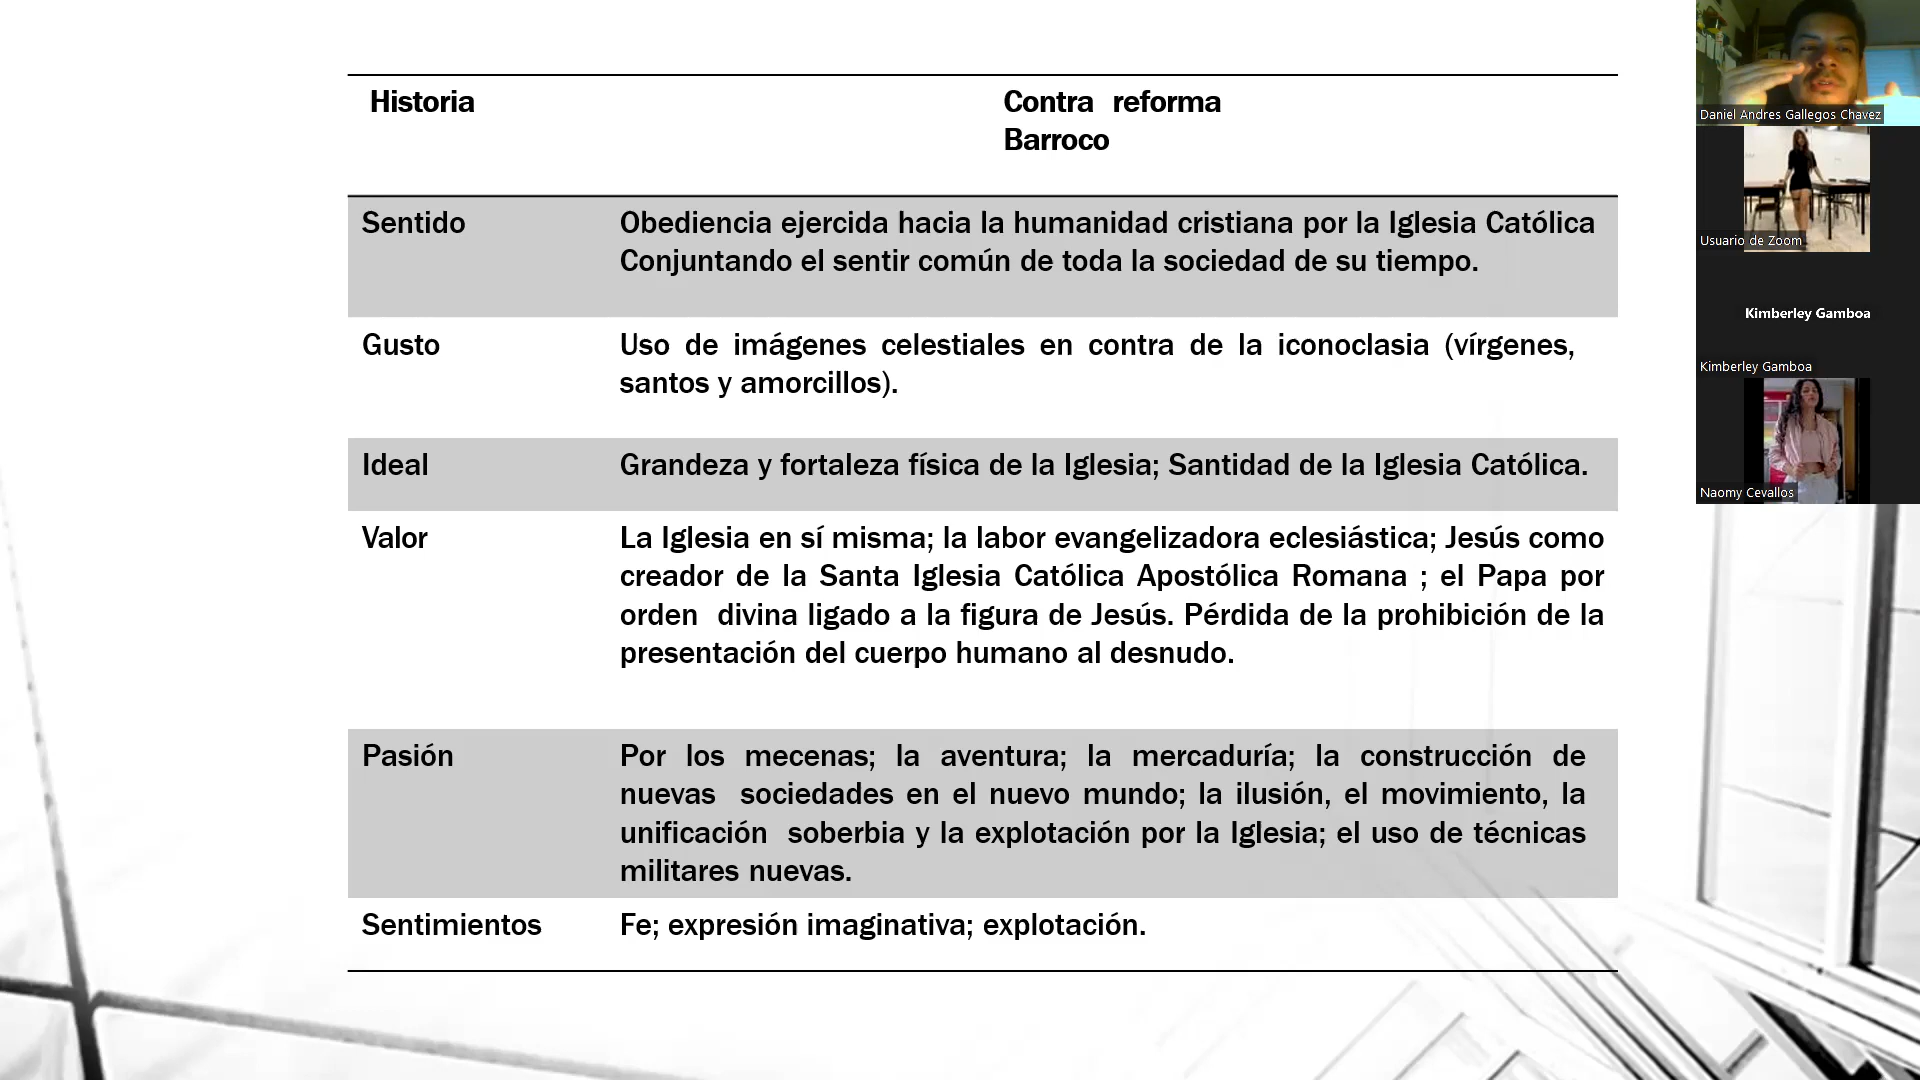 Historia
Contra reforma
Barroco
Sentido
Obediencia ejercida hacia la humanidad cristiana por la Iglesia Católica
Conjuntando el sentir común de toda la sociedad de su tiempo.
Gusto
Uso de imágenes celestiales en contra de la iconoclasia (vírgenes,
santos y amorcillos).
Ideal
Grandeza y fortaleza física de la Iglesia; Santidad de la Iglesia Católica.
Valor
La Iglesia en sí misma; la labor evangelizadora eclesiástica; Jesús como
creador de la Santa Iglesia Católica Apostólica Romana ; el Papa por
orden divina ligado a la figura de Jesús. Pérdida de la prohibición de la
presentación del cuerpo humano al desnudo.
Pasión
Por los mecenas; la aventura; la mercaduría; la construcción de
nuevas sociedades en el nuevo mundo; la ilusión, el movimiento, la
unificación soberbia y la explotación por la Iglesia; el uso de técnicas
militares nuevas.
Sentimientos
Fe; expresión imaginativa; explotación.
Daniel Andres Gallegos Chavez
Usuario de Zoom
Kimberley Gamboa
Kimberley Gamboa
Naomy Cevallos